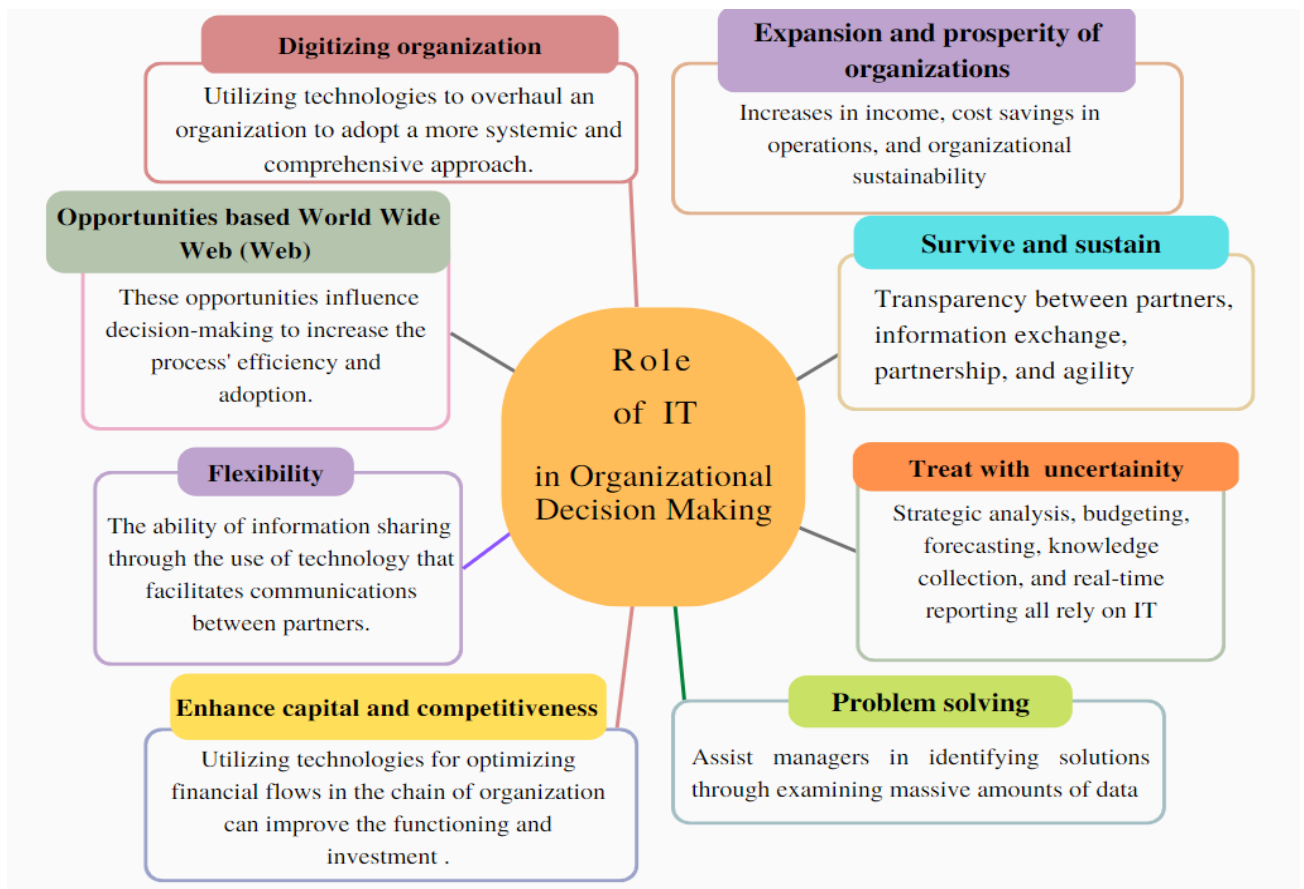 Digitizing organization
Utilizing technologies to overhaul an
organization to adopt a more systemic and
comprehensive approach.
Expansion and prosperity of
organizations
Increases in income, cost savings in
operations, and organizational
sustainability
Opportunities based World Wide
Web (Web)
These opportunities influence
decision-making to increase the
process' efficiency and
adoption.
Survive and sustain
Transparency between partners,
information exchange,
partnership, and agility
Role
of IT
in Organizational
Decision Making
Flexibility
The ability of information sharing
through the use of technology that
facilitates communications
between partners.
Treat with uncertainity
Strategic analysis, budgeting,
forecasting, knowledge
collection, and real-time
reporting all rely on IT
Enhance capital and competitiveness
Utilizing technologies for optimizing
financial flows in the chain of organization
can improve the functioning and
investment .
Problem solving
Assist managers in identifying solutions
through examining massive amounts of data